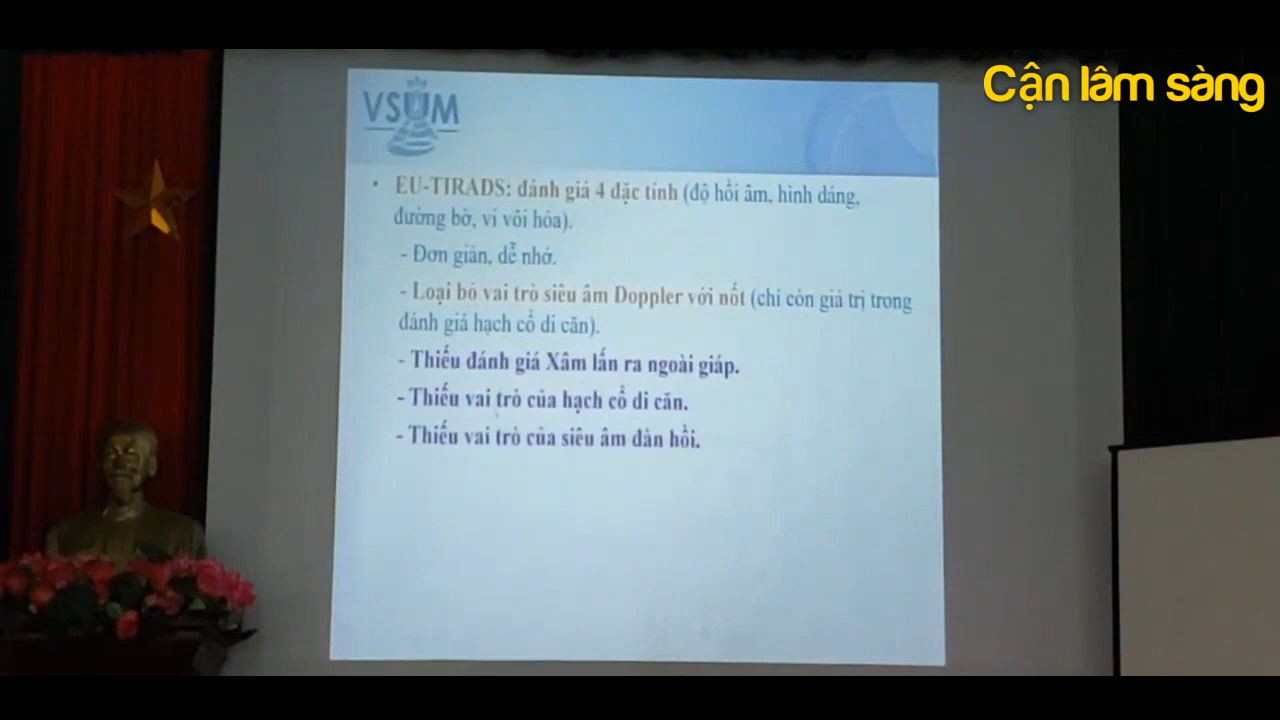 Cận lâm sàng
VSUM
• EU-TIRADS: đánh giá 4 đặc tính (độ hồi âm, hình dáng,
đường bờ, vi vôi hóa).
- Đơn giản, dễ nhớ.
- Loại bỏ vai trò siêu âm Doppler với nốt (chỉ còn giá trị trong
đánh giá hạch cổ di căn).
- Thiếu đánh giá Xâm lấn ra ngoài giáp.
- Thiếu vai trò của hạch cổ di căn.
- Thiếu vai trò của siêu âm đàn hồi.